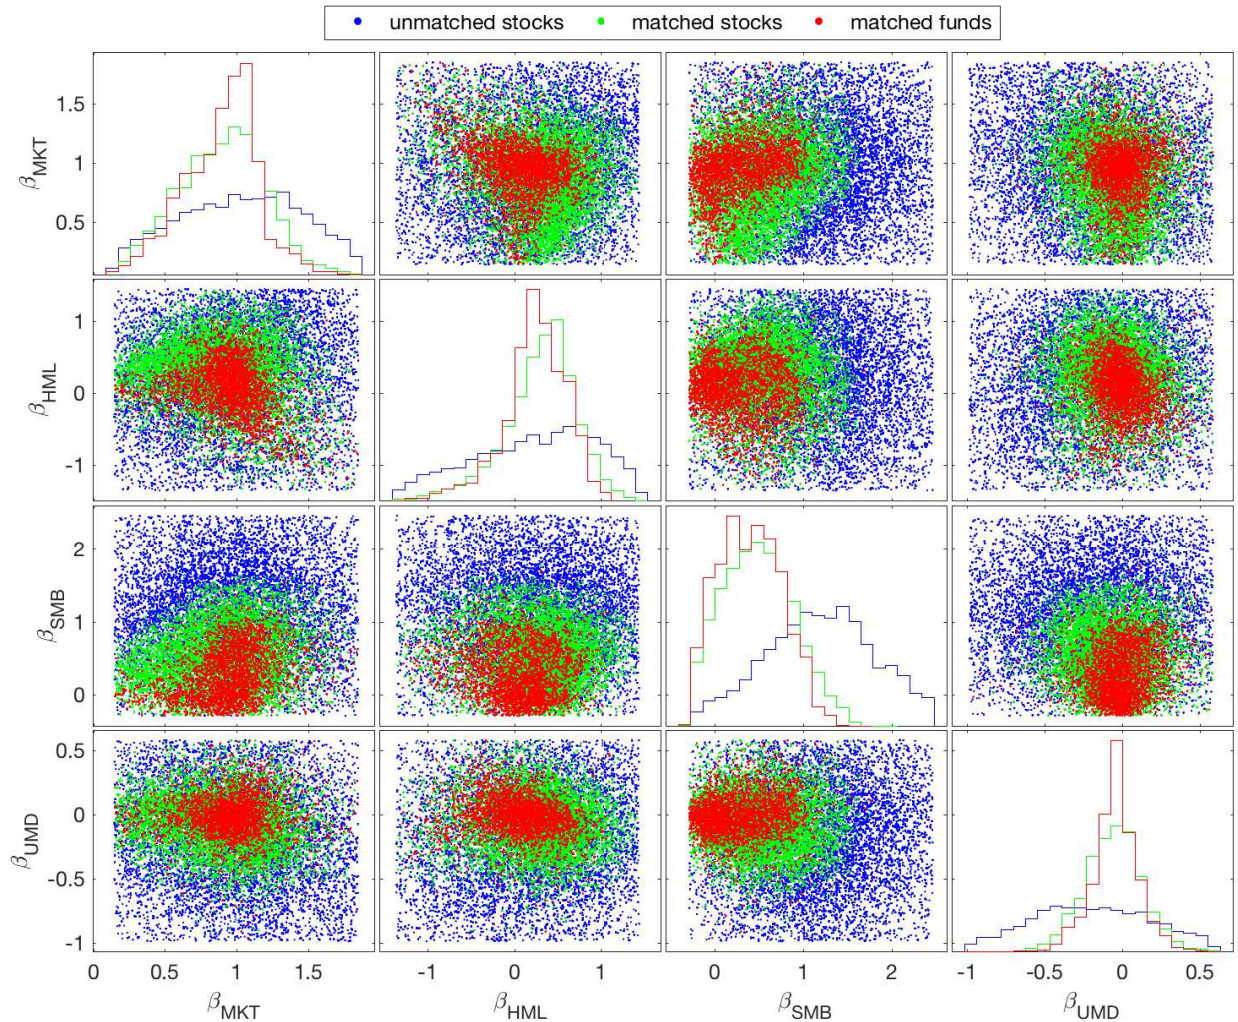 unmatched stocks matched stocks matched funds
β_MKT
1.5
1
0.5
β_HML
1
0
-1
β_SMB
2
1
0
β_UMD
0.5
0
-0.5
-1
0 0.5 1 1.5 -1 0 1 0 1 2 -1 -0.5 0 0.5
β_MKT β_HML β_SMB β_UMD